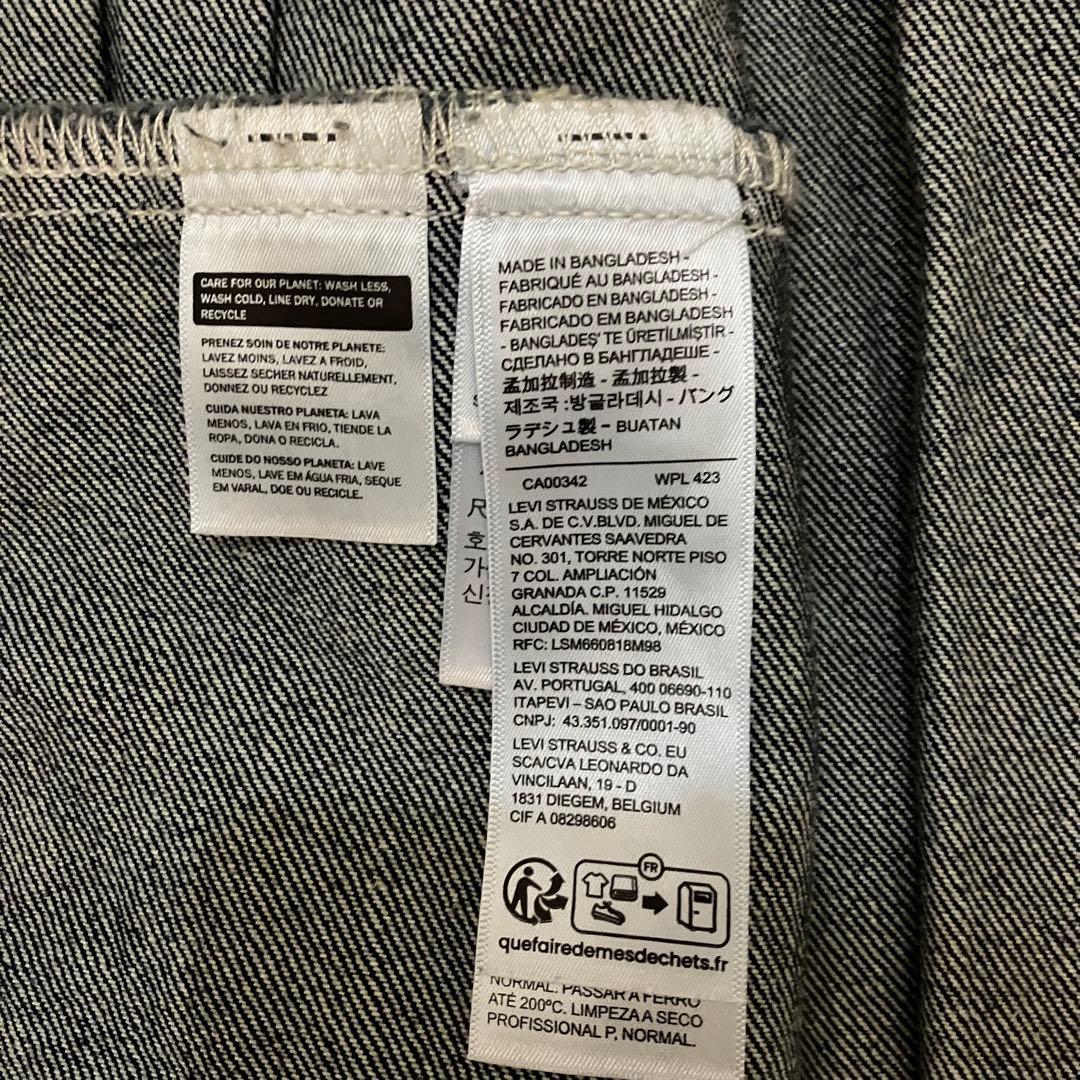 CARE FOR OUR PLANET: WASH LESS,
WASH COLD, LINE DRY, DONATE OR
RECYCLE
PRENEZ SOIN DE NOTRE PLANETE:
LAVEZ MOINS, LAVEZ A FROID,
LAISSEZ SECHER NATURELLEMENT,
DONNEZ OU RECYCLEZ
CUIDA NUESTRO PLANETA: LAVA
MENOS, LAVA EN FRIO, TIENDE LA
ROPA, DONA O RECICLA.
CUIDE DO NOSSO PLANETA: LAVE
MENOS, LAVE EM ÁGUA FRIA, SEQUE
EM VARAL, DOE OU RECICLE.
尺
호
가
신
MADE IN BANGLADESH -
FABRIQUÉ AU BANGLADESH -
FABRICADO EN BANGLADESH -
FABRICADO EM BANGLADESH
- BANGLADEŞ' TE ÜRETİLMİŞTİR -
СДЕЛАНО В БАНГЛАДЕШЕ -
孟加拉制造 - 孟加拉製 -
제조국 :방글라데시 - バング
ラデシュ製 - BUATAN
BANGLADESH
CA00342 WPL 423
LEVI STRAUSS DE MÉXICO
S.A. DE C.V.BLVD. MIGUEL DE
CERVANTES SAAVEDRA
NO. 301, TORRE NORTE PISO
7 COL. AMPLIACIÓN
GRANADA C.P. 11529
ALCALDÍA. MIGUEL HIDALGO
CIUDAD DE MÉXICO, MÉXICO
RFC: LSM660818M98
LEVI STRAUSS DO BRASIL
AV. PORTUGAL, 400 06690-110
ITAPEVI – SAO PAULO BRASIL
CNPJ: 43.351.097/0001-90
LEVI STRAUSS & CO. EU
SCA/CVA LEONARDO DA
VINCILAAN, 19 - D
1831 DIEGEM, BELGIUM
CIF A 08298606
FR
quefairedemesdechets.fr
NORMAL. PASSAR A FERRO
ATÉ 200ºC. LIMPEZA A SECO
PROFISSIONAL P, NORMAL.